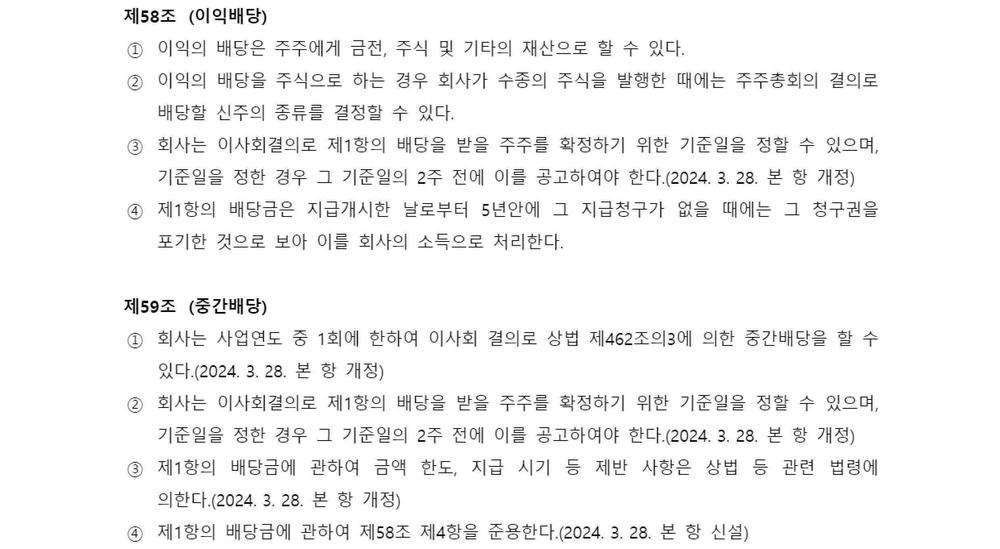 제58조 (이익배당)
① 이익의 배당은 주주에게 금전, 주식 및 기타의 재산으로 할 수 있다.
② 이익의 배당을 주식으로 하는 경우 회사가 수종의 주식을 발행한 때에는 주주총회의 결의로
배당할 신주의 종류를 결정할 수 있다.
③ 회사는 이사회결의로 제1항의 배당을 받을 주주를 확정하기 위한 기준일을 정할 수 있으며,
기준일을 정한 경우 그 기준일의 2주 전에 이를 공고하여야 한다.(2024. 3. 28. 본 항 개정)
④ 제1항의 배당금은 지급개시한 날로부터 5년안에 그 지급청구가 없을 때에는 그 청구권을
포기한 것으로 보아 이를 회사의 소득으로 처리한다.
제59조 (중간배당)
① 회사는 사업연도 중 1회에 한하여 이사회 결의로 상법 제462조의3에 의한 중간배당을 할 수
있다.(2024. 3. 28. 본 항 개정)
② 회사는 이사회결의로 제1항의 배당을 받을 주주를 확정하기 위한 기준일을 정할 수 있으며,
기준일을 정한 경우 그 기준일의 2주 전에 이를 공고하여야 한다.(2024. 3. 28. 본 항 개정)
③ 제1항의 배당금에 관하여 금액 한도, 지급 시기 등 제반 사항은 상법 등 관련 법령에
의한다.(2024. 3. 28. 본 항 개정)
④ 제1항의 배당금에 관하여 제58조 제4항을 준용한다.(2024. 3. 28. 본 항 신설)